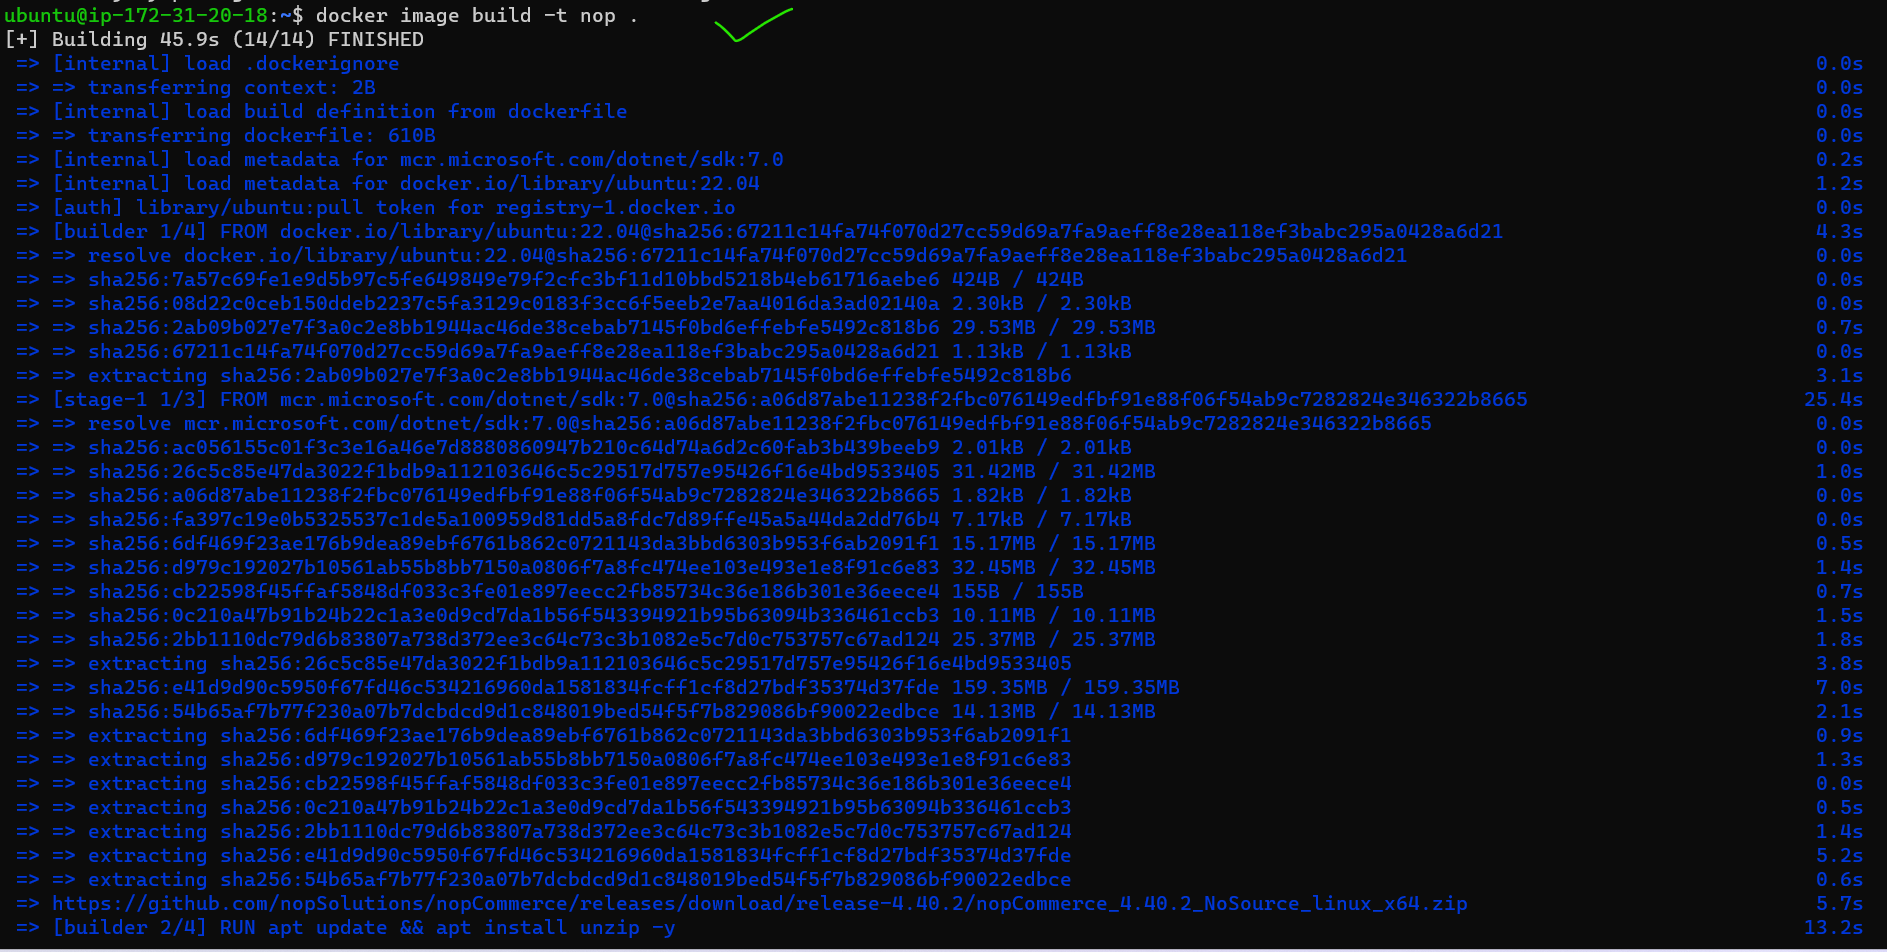 ubuntu@ip-172-31-20-18:~$ docker image build -t nop .
[+] Building 45.9s (14/14) FINISHED
=> [internal] load .dockerignore 0.0s
=> => transferring context: 2B 0.0s
=> [internal] load build definition from dockerfile 0.0s
=> => transferring dockerfile: 610B 0.0s
=> [internal] load metadata for mcr.microsoft.com/dotnet/sdk:7.0 0.2s
=> [internal] load metadata for docker.io/library/ubuntu:22.04 1.2s
=> [auth] library/ubuntu:pull token for registry-1.docker.io 0.0s
=> [builder 1/4] FROM docker.io/library/ubuntu:22.04@sha256:67211c14fa74f070d27cc59d69a7fa9aeff8e28ea118ef3babc295a0428a6d21 4.3s
=> => resolve docker.io/library/ubuntu:22.04@sha256:67211c14fa74f070d27cc59d69a7fa9aeff8e28ea118ef3babc295a0428a6d21 0.0s
=> => sha256:7a57c69fe1e9d5b97c5fe649849e79f2cfc3bf11d10bbd5218b4eb61716aebe6 424B / 424B 0.0s
=> => sha256:08d22c0ceb150ddeb2237c5fa3129c0183f3cc6f5eeb2e7aa4016da3ad02140a 2.30kB / 2.30kB 0.0s
=> => sha256:2ab09b027e7f3a0c2e8bb1944ac46de38cebab7145f0bd6effebfe5492c818b6 29.53MB / 29.53MB 0.7s
=> => sha256:67211c14fa74f070d27cc59d69a7fa9aeff8e28ea118ef3babc295a0428a6d21 1.13kB / 1.13kB 0.0s
=> => extracting sha256:2ab09b027e7f3a0c2e8bb1944ac46de38cebab7145f0bd6effebfe5492c818b6 3.1s
=> [stage-1 1/3] FROM mcr.microsoft.com/dotnet/sdk:7.0@sha256:a06d87abe11238f2fbc076149edfbf91e88f06f54ab9c7282824e346322b8665 25.4s
=> => resolve mcr.microsoft.com/dotnet/sdk:7.0@sha256:a06d87abe11238f2fbc076149edfbf91e88f06f54ab9c7282824e346322b8665 0.0s
=> => sha256:ac056155c01f3c3e16a46e7d88808860947b210c64d74a6d2c60fab3b439beeb9 2.01kB / 2.01kB 0.0s
=> => sha256:26c5c85e47da3022f1bdb9a112103646c5c29517d757e95426f16e4bd9533405 31.42MB / 31.42MB 1.0s
=> => sha256:a06d87abe11238f2fbc076149edfbf91e88f06f54ab9c7282824e346322b8665 1.82kB / 1.82kB 0.0s
=> => sha256:fa397c19e0b5325537c1de5a100959d81dd5a8fdc7d89ffe45a5a44da2dd76b4 7.17kB / 7.17kB 0.0s
=> => sha256:6df469f23ae176b9dea89ebf6761b862c0721143da3bbd6303b953f6ab2091f1 15.17MB / 15.17MB 0.5s
=> => sha256:d979c192027b10561ab55b8bb7150a0806f7a8fc474ee103e493e1e8f91c6e83 32.45MB / 32.45MB 1.4s
=> => sha256:cb22598f45ffaf5848df033c3fe01e897eecc2fb85734c36e186b301e36eece4 155B / 155B 0.7s
=> => sha256:0c210a47b91b24b22c1a3e0d9cd7da1b56f543394921b95b63094b336461ccb3 10.11MB / 10.11MB 1.5s
=> => sha256:2bb1110dc79d6b83807a738d372ee3c64c73c3b1082e5c7d0c753757c67ad124 25.37MB / 25.37MB 1.8s
=> => extracting sha256:26c5c85e47da3022f1bdb9a112103646c5c29517d757e95426f16e4bd9533405 3.8s
=> => sha256:e41d9d90c5950f67fd46c534216960da1581834fcff1cf8d27bdf35374d37fde 159.35MB / 159.35MB 7.0s
=> => sha256:54b65af7b77f230a07b7dcbdcd9d1c848019bed54f5f7b829086bf90022edbce 14.13MB / 14.13MB 2.1s
=> => extracting sha256:6df469f23ae176b9dea89ebf6761b862c0721143da3bbd6303b953f6ab2091f1 0.9s
=> => extracting sha256:d979c192027b10561ab55b8bb7150a0806f7a8fc474ee103e493e1e8f91c6e83 1.3s
=> => extracting sha256:cb22598f45ffaf5848df033c3fe01e897eecc2fb85734c36e186b301e36eece4 0.0s
=> => extracting sha256:0c210a47b91b24b22c1a3e0d9cd7da1b56f543394921b95b63094b336461ccb3 0.5s
=> => extracting sha256:2bb1110dc79d6b83807a738d372ee3c64c73c3b1082e5c7d0c753757c67ad124 1.4s
=> => extracting sha256:e41d9d90c5950f67fd46c534216960da1581834fcff1cf8d27bdf35374d37fde 5.2s
=> => extracting sha256:54b65af7b77f230a07b7dcbdcd9d1c848019bed54f5f7b829086bf90022edbce 0.6s
=> https://github.com/nopSolutions/nopCommerce/releases/download/release-4.40.2/nopCommerce_4.40.2_NoSource_linux_x64.zip 5.7s
=> [builder 2/4] RUN apt update && apt install unzip -y 13.2s